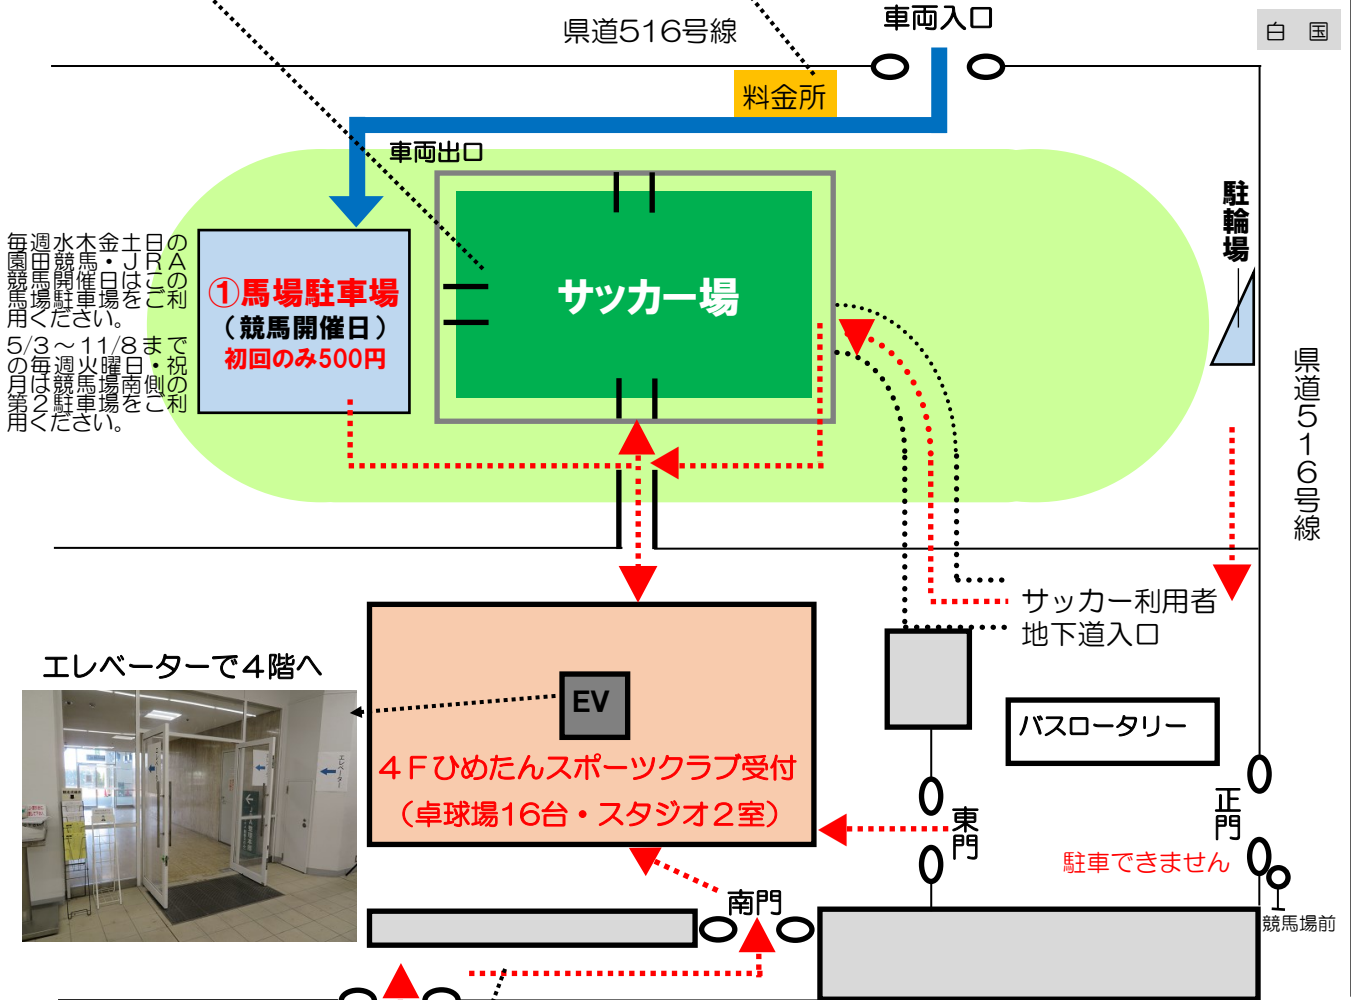 県道516号線
車両入口
白 国
料金所
車両出口
駐輪場
毎週水木金土日の
園田競馬・ＪＲＡ
競馬開催日はこの
馬場駐車場をご利
用ください。
5/3～11/8まで
の毎週火曜日・祝
月は競馬場南側の
第２駐車場をご利
用ください。
①馬場駐車場
（競馬開催日）
初回のみ500円
サッカー場
県道５１６号線
サッカー利用者
地下道入口
エレベーターで４階へ
エレベーター
EV
４Ｆひめたんスポーツクラブ受付
（卓球場16台・スタジオ２室）
バスロータリー
東門
正門
駐車できません
南門
競馬場前